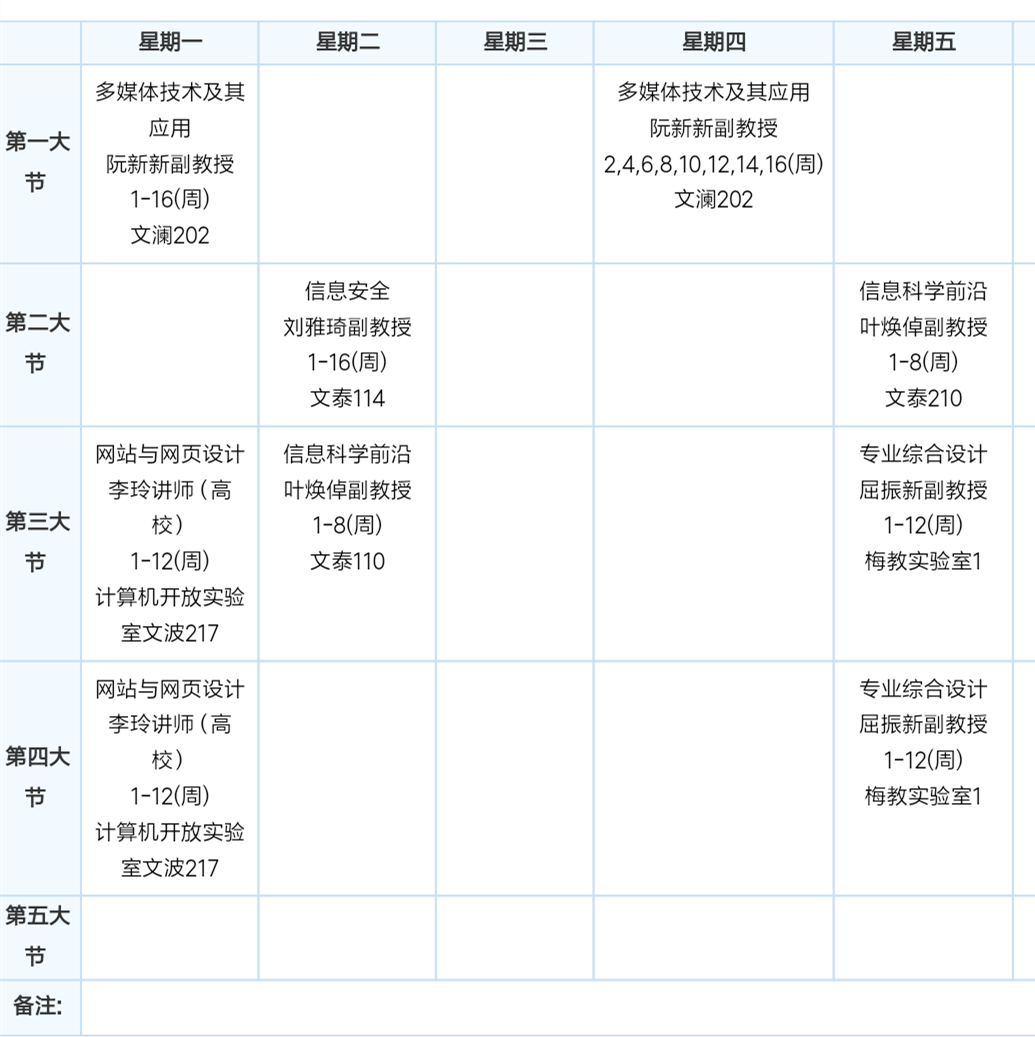 星期一 星期二 星期三 星期四 星期五
第一大
节
多媒体技术及其
应用
阮新新副教授
1-16(周)
文澜202
多媒体技术及其应用
阮新新副教授
2,4,6,8,10,12,14,16(周)
文澜202
第二大
节
信息安全
刘雅琦副教授
1-16(周)
文泰114
信息科学前沿
叶焕倬副教授
1-8(周)
文泰210
第三大
节
网站与网页设计
李玲讲师（高
校）
1-12(周)
计算机开放实验
室文波217
信息科学前沿
叶焕倬副教授
1-8(周)
文泰110
专业综合设计
屈振新副教授
1-12(周)
梅教实验室1
第四大
节
网站与网页设计
李玲讲师（高
校）
1-12(周)
计算机开放实验
室文波217
专业综合设计
屈振新副教授
1-12(周)
梅教实验室1
第五大
节
备注: